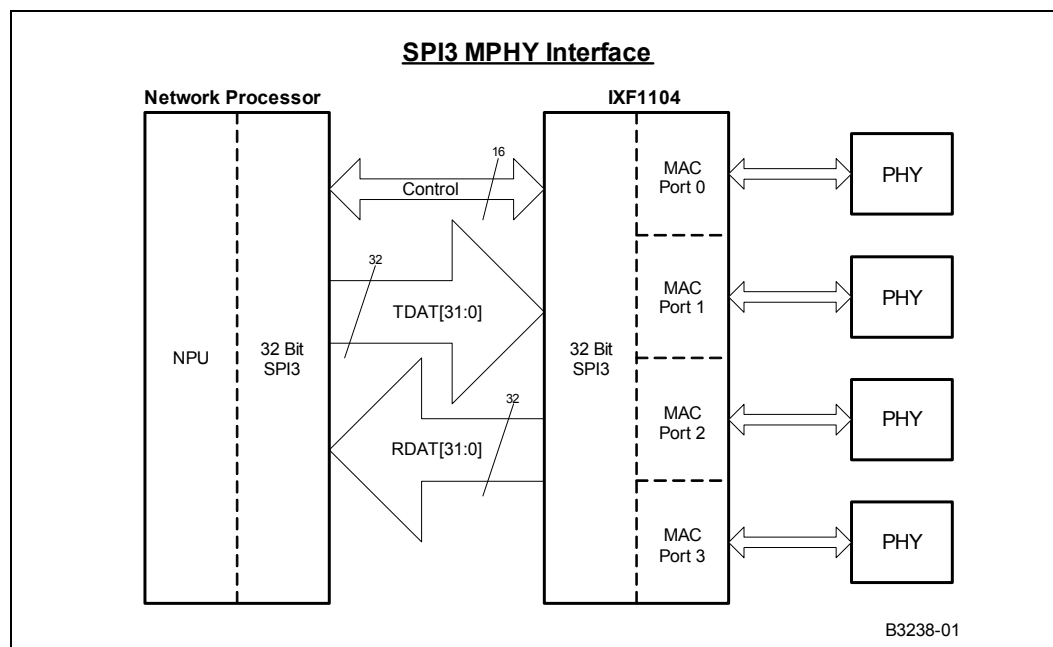 SPI3 MPHY Interface
Network Processor
IXF1104
NPU
32 Bit
SPI3
16
Control
32
TDAT[31:0]
32
RDAT[31:0]
32 Bit
SPI3
MAC
Port 0
PHY
MAC
Port 1
PHY
MAC
Port 2
PHY
MAC
Port 3
PHY
B3238-01